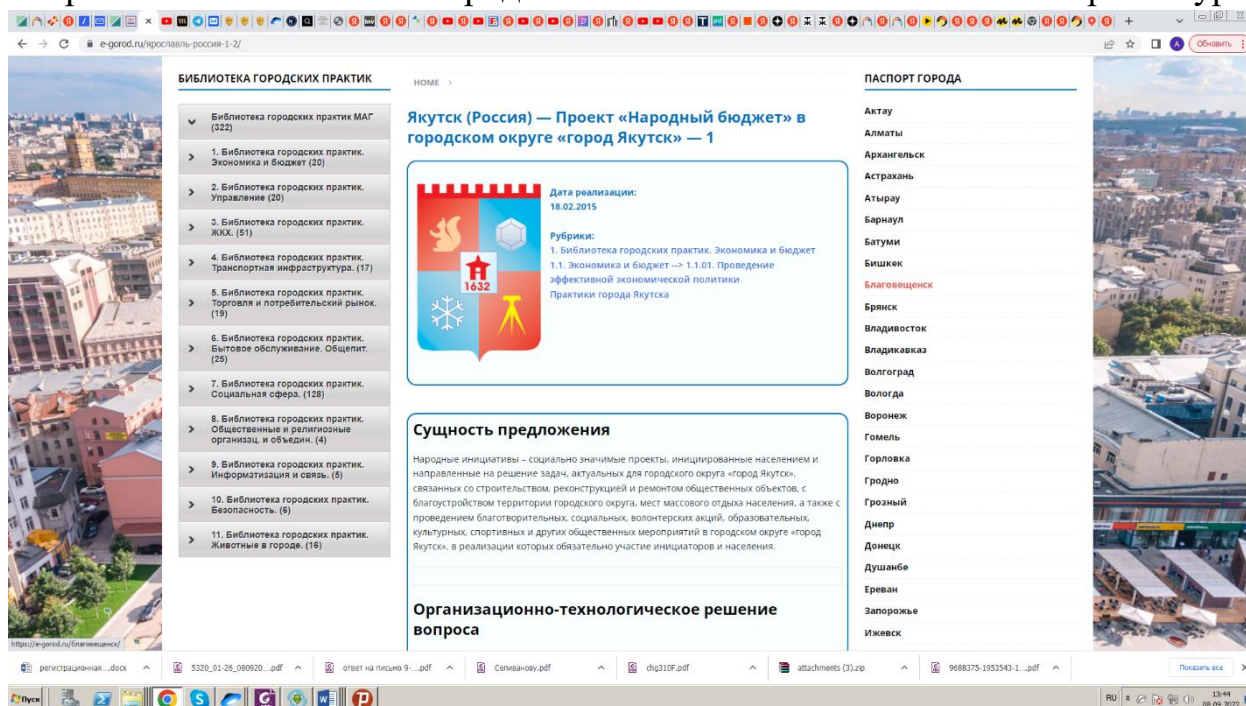 e-gorod.ru/ярославль-россия-1-2/
Обновить
БИБЛИОТЕКА ГОРОДСКИХ ПРАКТИК
Библиотека городских практик МАГ
(322)
1. Библиотека городских практик.
Экономика и бюджет (20)
2. Библиотека городских практик.
Управление (20)
3. Библиотека городских практик.
ЖКХ. (51)
4. Библиотека городских практик.
Транспортная инфраструктура. (17)
5. Библиотека городских практик.
Торговля и потребительский рынок.
(19)
6. Библиотека городских практик.
Бытовое обслуживание. Общепит.
(25)
7. Библиотека городских практик.
Социальная сфера. (128)
8. Библиотека городских практик.
Общественные и религиозные
организац. и объедин. (4)
9. Библиотека городских практик.
Информатизация и связь. (5)
10. Библиотека городских практик.
Безопасность. (6)
11. Библиотека городских практик.
Животные в городе. (16)
HOME >
Якутск (Россия) — Проект «Народный бюджет» в
городском округе «город Якутск» — 1
1632
Дата реализации:
18.02.2015
Рубрики:
1. Библиотека городских практик. Экономика и бюджет
1.1. Экономика и бюджет --> 1.1.01. Проведение
эффективной экономической политики
Практики города Якутска
Сущность предложения
Народные инициативы – социально значимые проекты, инициированные населением и
направленные на решение задач, актуальных для городского округа «город Якутск»,
связанных со строительством, реконструкцией и ремонтом общественных объектов, с
благоустройством территории городского округа, мест массового отдыха населения, а также с
проведением благотворительных, социальных, волонтерских акций, образовательных,
культурных, спортивных и других общественных мероприятий в городском округе «город
Якутск», в реализации которых обязательно участие инициаторов и населения.
Организационно-технологическое решение
вопроса
ПАСПОРТ ГОРОДА
Актау
Алматы
Архангельск
Астрахань
Атырау
Барнаул
Батуми
Бишкек
Благовещенск
Брянск
Владивосток
Владикавказ
Волгоград
Вологда
Воронеж
Гомель
Горловка
Гродно
Грозный
Днепр
Донецк
Душанбе
Ереван
Запорожье
Ижевск
https://e-gorod.ru/благовещенск/
регистрационная....docx
5320_01-26_080920....pdf
ответ на письмо 9-....pdf
Селиванову.pdf
chg310F.pdf
attachments (3).zip
9688375-1953543-1....pdf
Показать все
Пуск
RU
13:44
08.09.2022